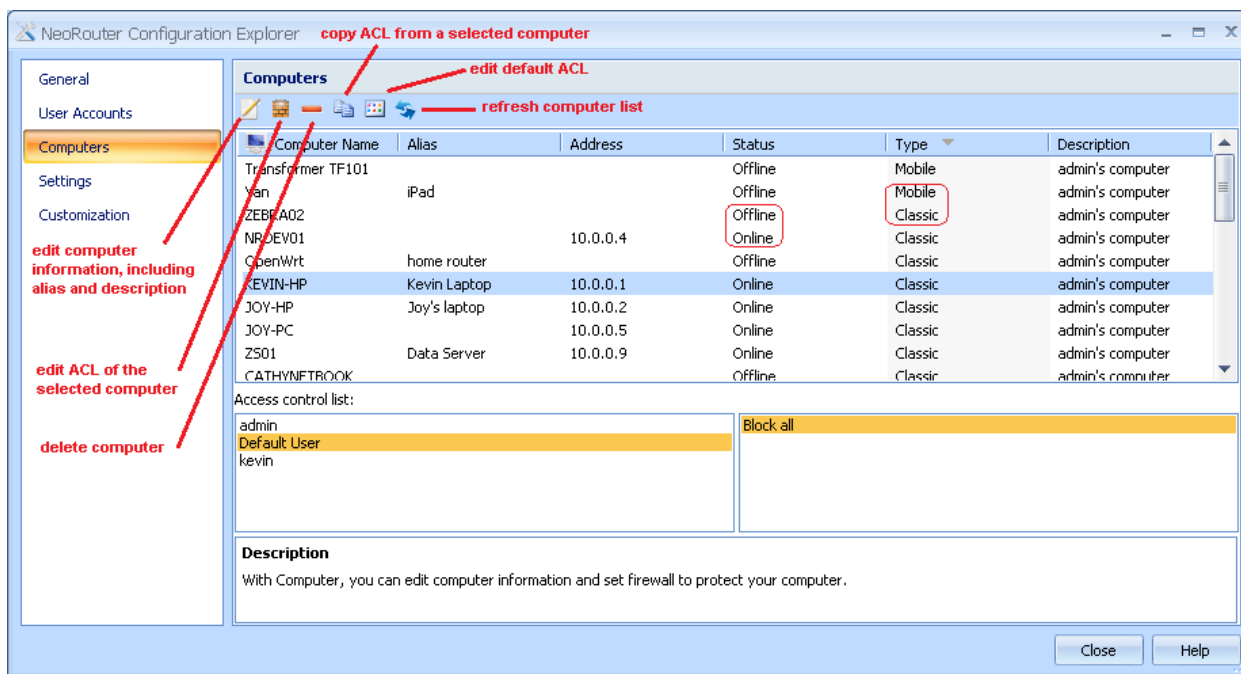 NeoRouter Configuration Explorer
copy ACL from a selected computer
General
User Accounts
Computers
Settings
Customization
Computers
edit default ACL
refresh computer list
Computer Name Alias Address Status Type Description
Transformer TF101 Offline Mobile admin's computer
Yan iPad Offline Mobile admin's computer
ZEBRA02 Offline Classic admin's computer
NRDEV01 10.0.0.4 Online Classic admin's computer
OpenWrt home router Offline Classic admin's computer
KEVIN-HP Kevin Laptop 10.0.0.1 Online Classic admin's computer
JOY-HP Joy's laptop 10.0.0.2 Online Classic admin's computer
JOY-PC 10.0.0.5 Online Classic admin's computer
ZS01 Data Server 10.0.0.9 Online Classic admin's computer
CATHYNETBOOK Offline Classic admin's computer
edit computer
information, including
alias and description
edit ACL of the
selected computer
delete computer
Access control list:
admin
Default User
kevin
Block all
Description
With Computer, you can edit computer information and set firewall to protect your computer.
Close Help